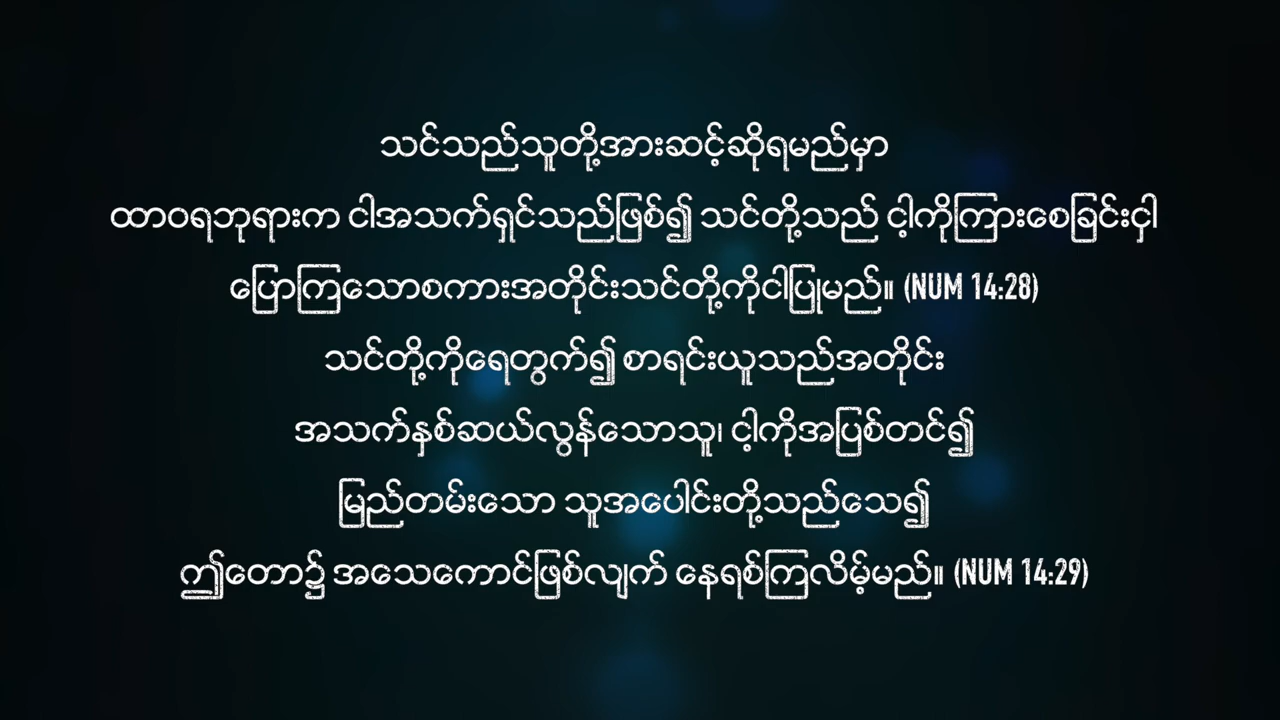 သင်သည်သူတို့အားဆင့်ဆိုရမည်မှာ
ထာဝရဘုရားက ငါအသက်ရှင်သည်ဖြစ်၍ သင်တို့သည် ငါ့ကိုကြားစေခြင်းငှါ
ပြောကြသောစကားအတိုင်းသင်တို့ကိုငါပြုမည်။ (NUM 14:28)
သင်တို့ကိုရေတွက်၍ စာရင်းယူသည်အတိုင်း
အသက်နှစ်ဆယ်လွန်သောသူ၊ ငါ့ကိုအပြစ်တင်၍
မြည်တမ်းသော သူအပေါင်းတို့သည်သေ၍
ဤတော၌ အသေကောင်ဖြစ်လျက် နေရစ်ကြလိမ့်မည်။ (NUM 14:29)